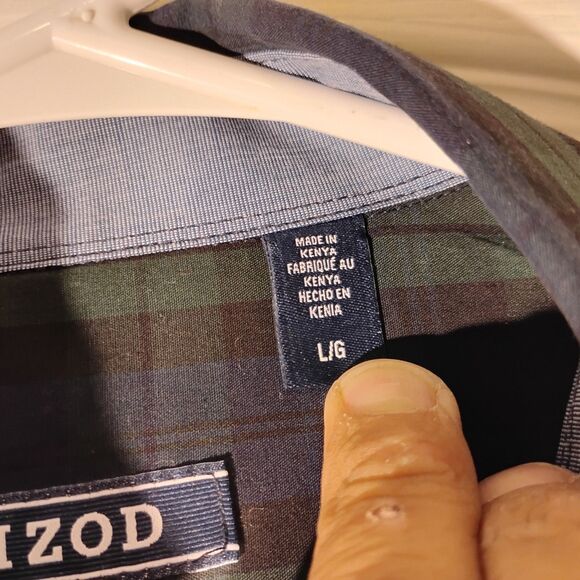 MADE IN
KENYA
FABRIQUÉ AU
KENYA
HECHO EN
KENIA
L/G
IZOD